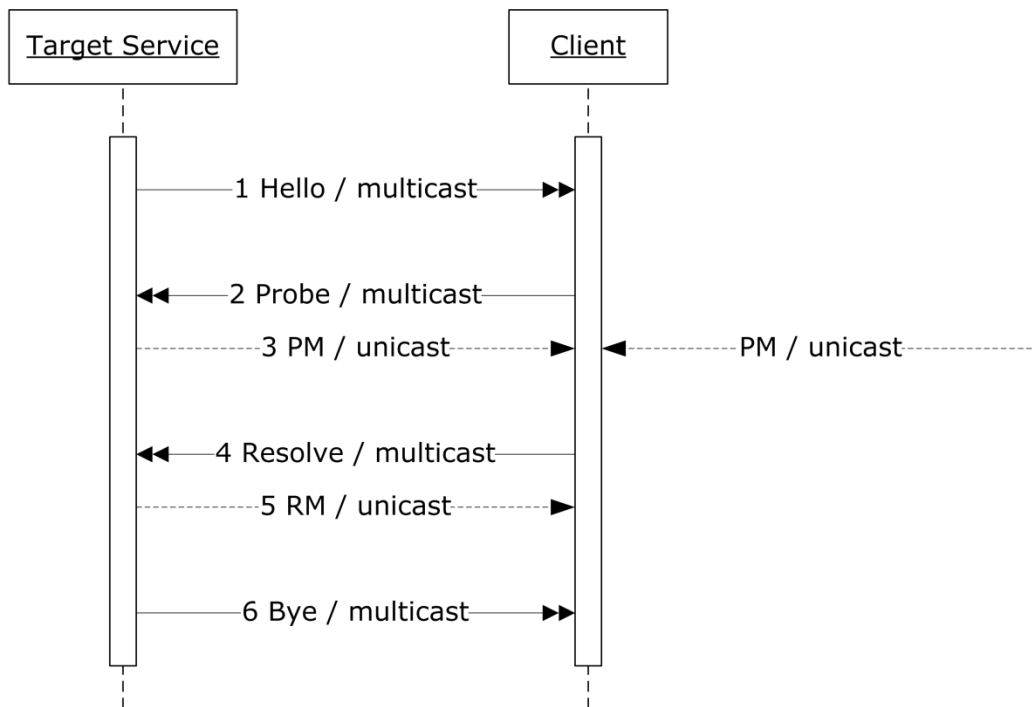 Target Service
Client
1 Hello / multicast
2 Probe / multicast
3 PM / unicast
PM / unicast
4 Resolve / multicast
5 RM / unicast
6 Bye / multicast